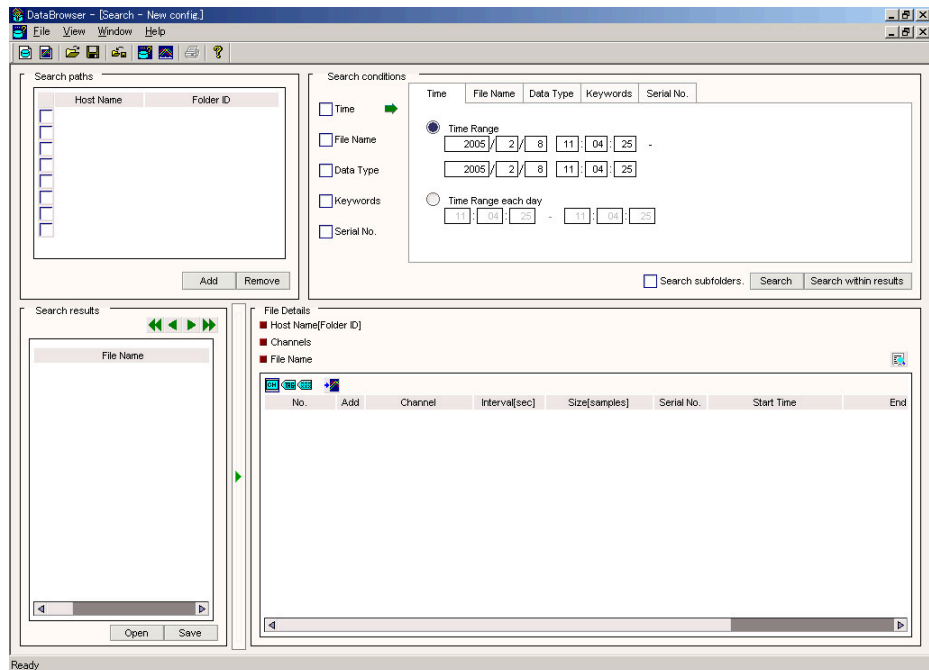 DataBrowser - [Search - New config.]
File View Window Help
Search paths
Host Name Folder ID
Add Remove
Search conditions
Time
File Name
Data Type
Keywords
Serial No.
Time File Name Data Type Keywords Serial No.
Time Range
2005 / 2 / 8 11 : 04 : 25 -
2005 / 2 / 8 11 : 04 : 25
Time Range each day
11 : 04 : 25 - 11 : 04 : 25
Search subfolders. Search Search within results
Search results
File Name
Open Save
File Details
Host Name[Folder ID]
Channels
File Name
CH
No. Add Channel Interval[sec] Size[samples] Serial No. Start Time End
Ready